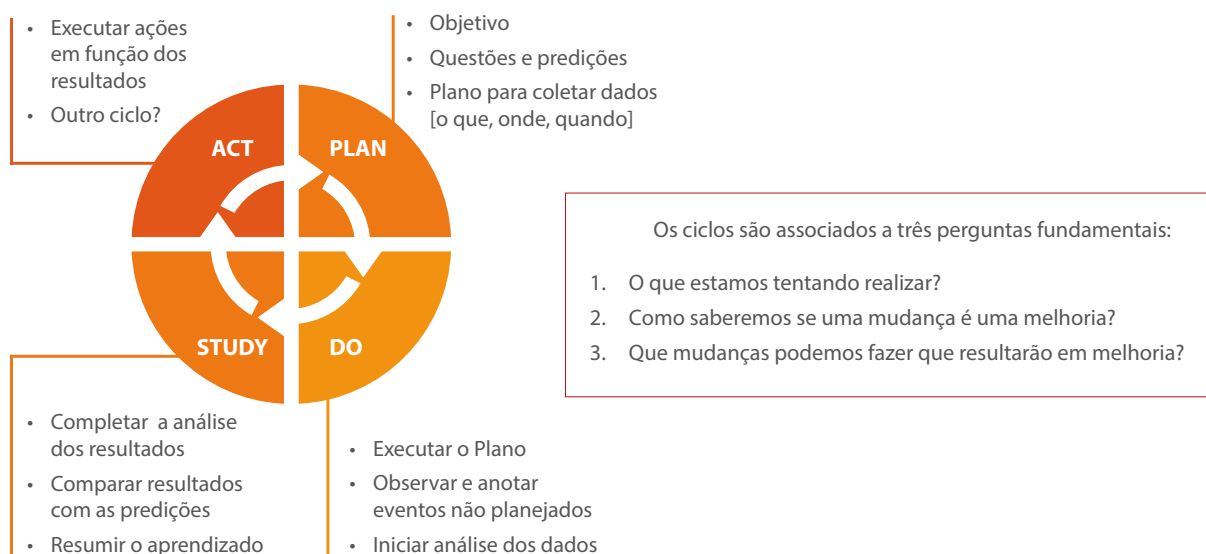 • Executar ações
em função dos
resultados
• Outro ciclo?
• Objetivo
• Questões e predições
• Plano para coletar dados
[o que, onde, quando]
ACT
PLAN
STUDY
DO
Os ciclos são associados a três perguntas fundamentais:
1. O que estamos tentando realizar?
2. Como saberemos se uma mudança é uma melhoria?
3. Que mudanças podemos fazer que resultarão em melhoria?
• Completar a análise
dos resultados
• Comparar resultados
com as predições
• Resumir o aprendizado
• Executar o Plano
• Observar e anotar
eventos não planejados
• Iniciar análise dos dados